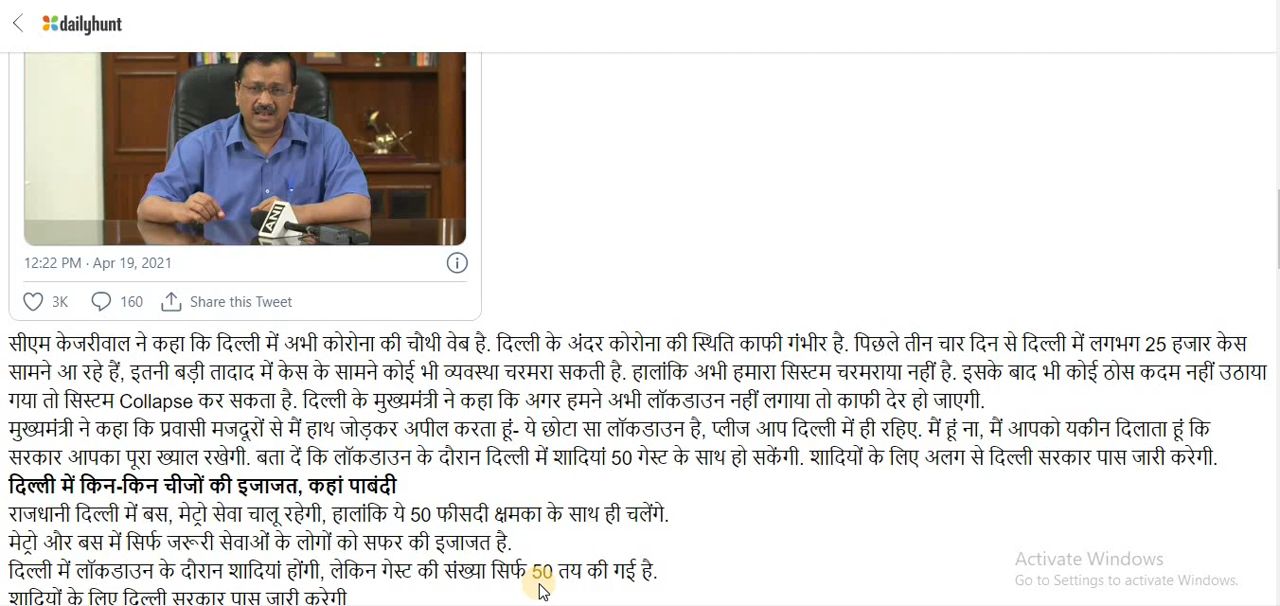 dailyhunt
ANI
12:22 PM · Apr 19, 2021
3K 160 Share this Tweet
सीएम केजरीवाल ने कहा कि दिल्ली में अभी कोरोना की चौथी वेब है. दिल्ली के अंदर कोरोना की स्थिति काफी गंभीर है. पिछले तीन चार दिन से दिल्ली में लगभग 25 हजार केस
सामने आ रहे हैं, इतनी बड़ी तादाद में केस के सामने कोई भी व्यवस्था चरमरा सकती है. हालांकि अभी हमारा सिस्टम चरमराया नहीं है. इसके बाद भी कोई ठोस कदम नहीं उठाया
गया तो सिस्टम Collapse कर सकता है. दिल्ली के मुख्यमंत्री ने कहा कि अगर हमने अभी लॉकडाउन नहीं लगाया तो काफी देर हो जाएगी.
मुख्यमंत्री ने कहा कि प्रवासी मजदूरों से मैं हाथ जोड़कर अपील करता हूं- ये छोटा सा लॉकडाउन है, प्लीज आप दिल्ली में ही रहिए. मैं हूं ना, मैं आपको यकीन दिलाता हूं कि
सरकार आपका पूरा ख्याल रखेगी. बता दें कि लॉकडाउन के दौरान दिल्ली में शादियां 50 गेस्ट के साथ हो सकेंगी. शादियों के लिए अलग से दिल्ली सरकार पास जारी करेगी.
दिल्ली में किन-किन चीजों की इजाजत, कहां पाबंदी
राजधानी दिल्ली में बस, मेट्रो सेवा चालू रहेगी, हालांकि ये 50 फीसदी क्षमका के साथ ही चलेंगे.
मेट्रो और बस में सिर्फ जरूरी सेवाओं के लोगों को सफर की इजाजत है.
दिल्ली में लॉकडाउन के दौरान शादियां होंगी, लेकिन गेस्ट की संख्या सिर्फ 50 तय की गई है.
शादियों के लिए दिल्ली सरकार पास जारी करेगी
Activate Windows
Go to Settings to activate Windows.